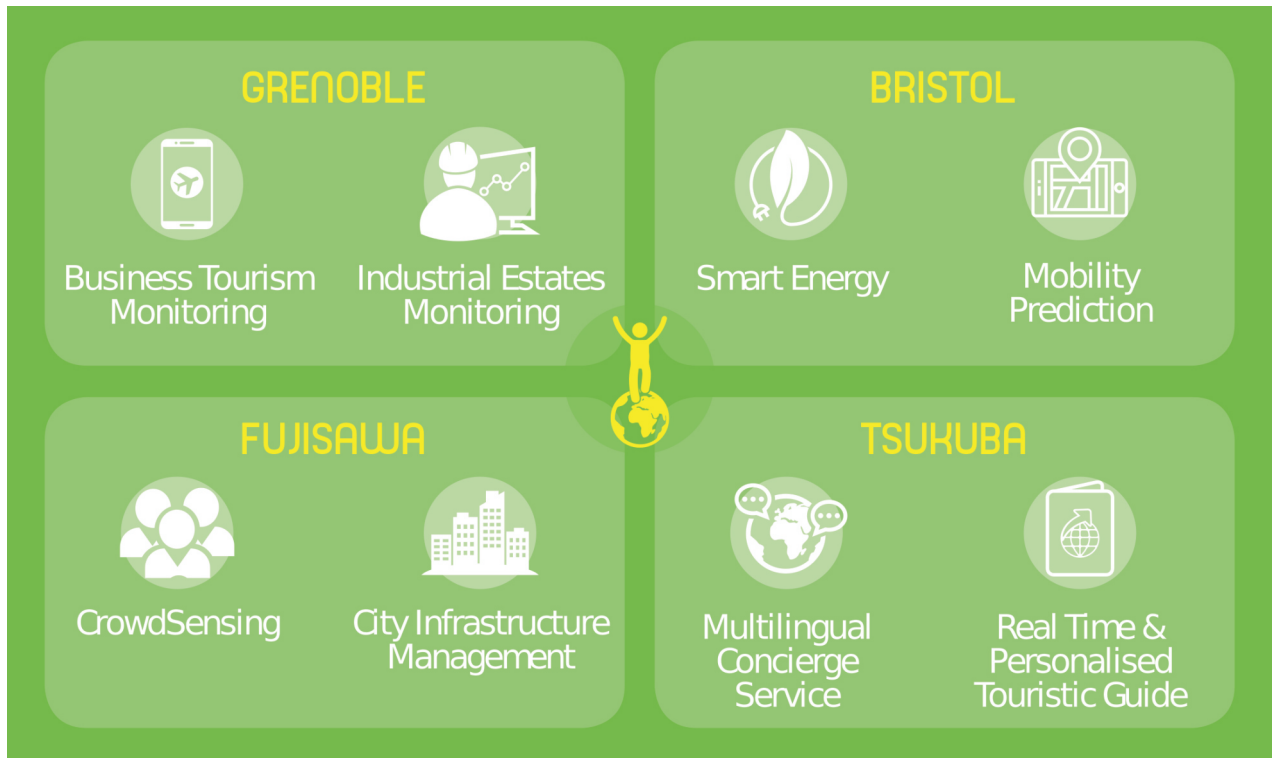 GRENOBLE
Business Tourism
Monitoring
Industrial Estates
Monitoring
BRISTOL
Smart Energy
Mobility
Prediction
FUJISAWA
CrowdSensing
City Infrastructure
Management
TSUKUBA
Multilingual
Concierge
Service
Real Time &
Personalised
Touristic Guide